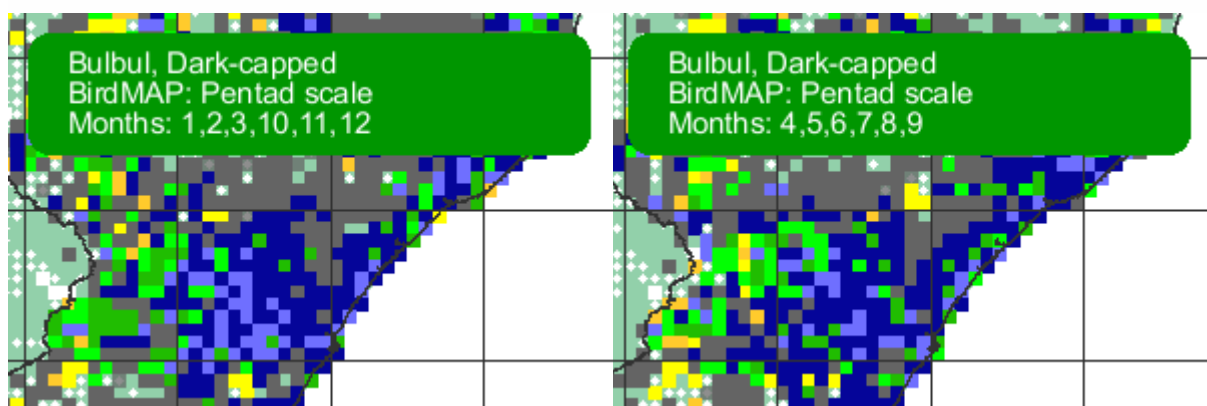 Bulbul, Dark-capped
BirdMAP: Pentad scale
Months: 1,2,3,10,11,12
Bulbul, Dark-capped
BirdMAP: Pentad scale
Months: 4,5,6,7,8,9